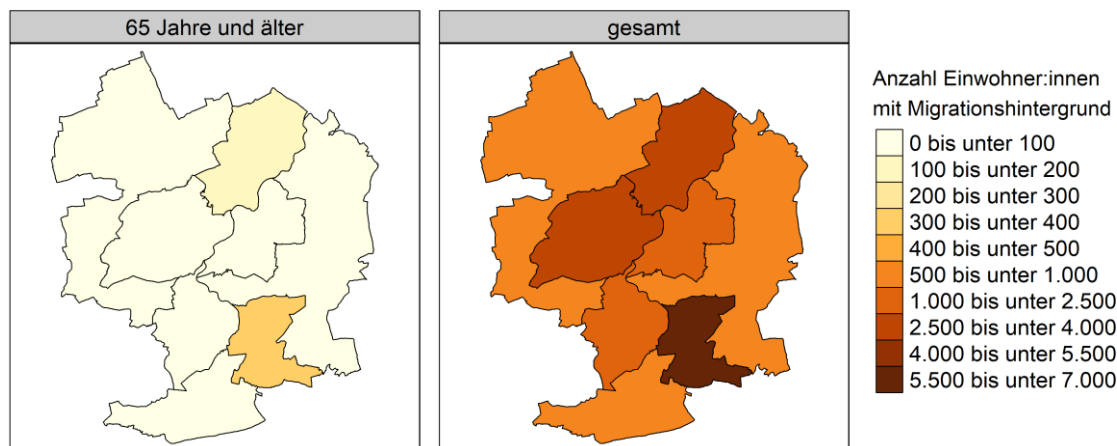 65 Jahre und älter
gesamt
Anzahl Einwohner:innen
mit Migrationshintergrund
0 bis unter 100
100 bis unter 200
200 bis unter 300
300 bis unter 400
400 bis unter 500
500 bis unter 1.000
1.000 bis unter 2.500
2.500 bis unter 4.000
4.000 bis unter 5.500
5.500 bis unter 7.000